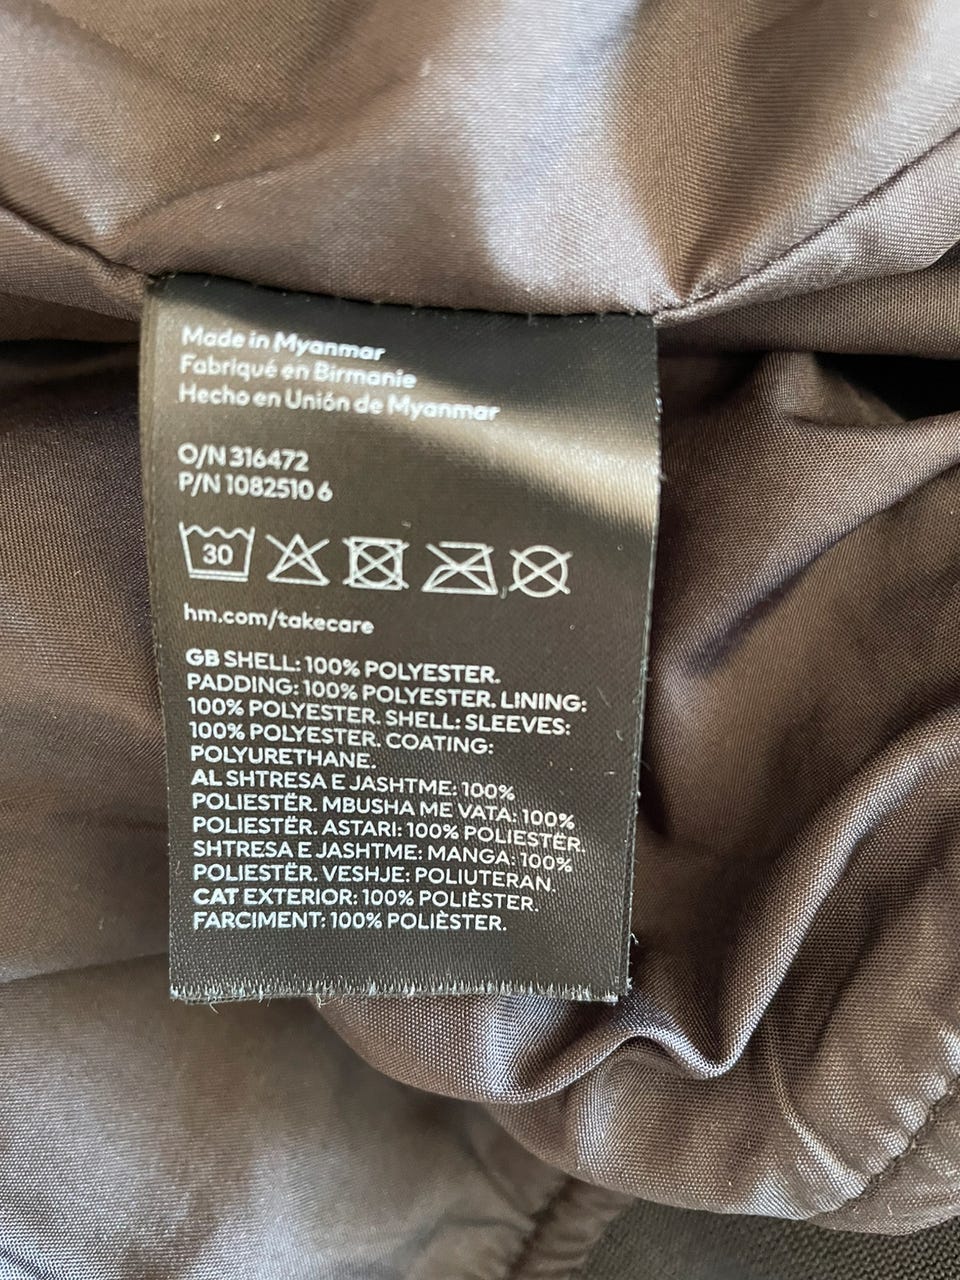 Made in Myanmar
Fabriqué en Birmanie
Hecho en Unión de Myanmar
O/N 316472
P/N 1082510 6
30
hm.com/takecare
GB SHELL: 100% POLYESTER.
PADDING: 100% POLYESTER. LINING:
100% POLYESTER. SHELL: SLEEVES:
100% POLYESTER. COATING:
POLYURETHANE.
AL SHTRESA E JASHTME: 100%
POLIESTËR. MBUSHA ME VATA: 100%
POLIESTËR. ASTARI: 100% POLIESTËR.
SHTRESA E JASHTME: MANGA: 100%
POLIESTËR. VESHJE: POLIUTERAN.
CAT EXTERIOR: 100% POLIÈSTER.
FARCIMENT: 100% POLIÈSTER.